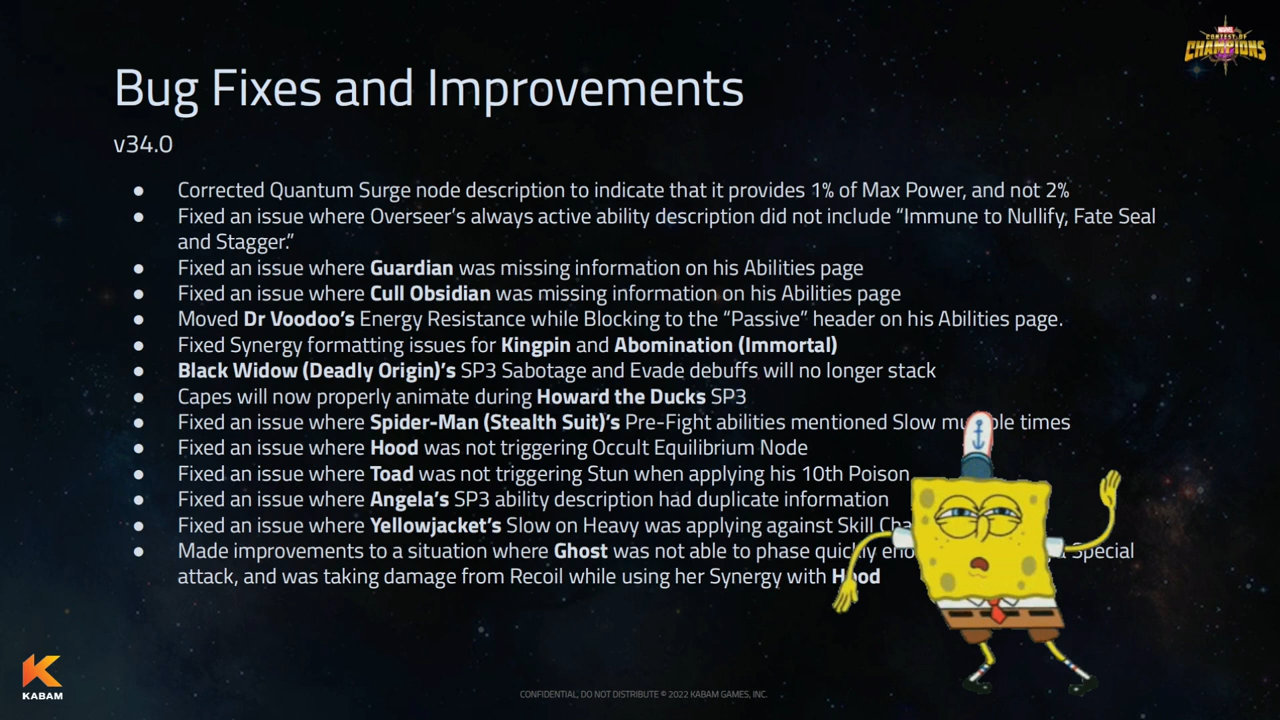 MARVEL
CONTEST OF
CHAMPIONS
Bug Fixes and Improvements
v34.0
● Corrected Quantum Surge node description to indicate that it provides 1% of Max Power, and not 2%
● Fixed an issue where Overseer's always active ability description did not include “Immune to Nullify, Fate Seal
and Stagger.”
● Fixed an issue where Guardian was missing information on his Abilities page
● Fixed an issue where Cull Obsidian was missing information on his Abilities page
● Moved Dr Voodoo's Energy Resistance while Blocking to the “Passive” header on his Abilities page.
● Fixed Synergy formatting issues for Kingpin and Abomination (Immortal)
● Black Widow (Deadly Origin)'s SP3 Sabotage and Evade debuffs will no longer stack
● Capes will now properly animate during Howard the Ducks SP3
● Fixed an issue where Spider-Man (Stealth Suit)'s Pre-Fight abilities mentioned Slow multiple times
● Fixed an issue where Hood was not triggering Occult Equilibrium Node
● Fixed an issue where Toad was not triggering Stun when applying his 10th Poison
● Fixed an issue where Angela's SP3 ability description had duplicate information
● Fixed an issue where Yellowjacket's Slow on Heavy was applying against Skill
● Made improvements to a situation where Ghost was not able to phase quickly Special
attack, and was taking damage from Recoil while using her Synergy with Hood
KABAM
CONFIDENTIAL, DO NOT DISTRIBUTE © 2022 KABAM GAMES, INC.